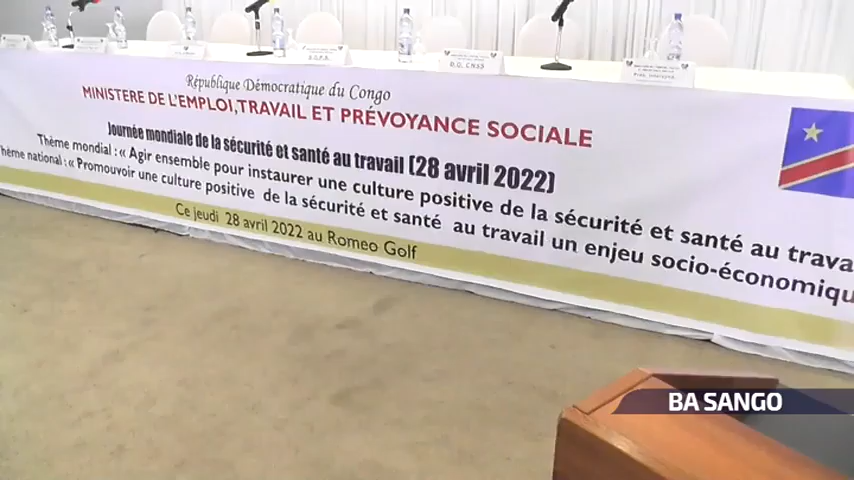 D.G. CNSS
République Démocratique du Congo
MINISTERE DE L'EMPLOI,TRAVAIL ET PRÉVOYANCE SOCIALE
Journée mondiale de la sécurité et santé au travail (28 avril 2022)
Thème mondial : « Agir ensemble pour instaurer une culture positive de la sécurité et santé au trava
hème national : « Promouvoir une culture positive de la sécurité et santé au travail un enjeu socio-économiqu
Ce jeudi 28 avril 2022 au Romeo Golf
BA SANGO